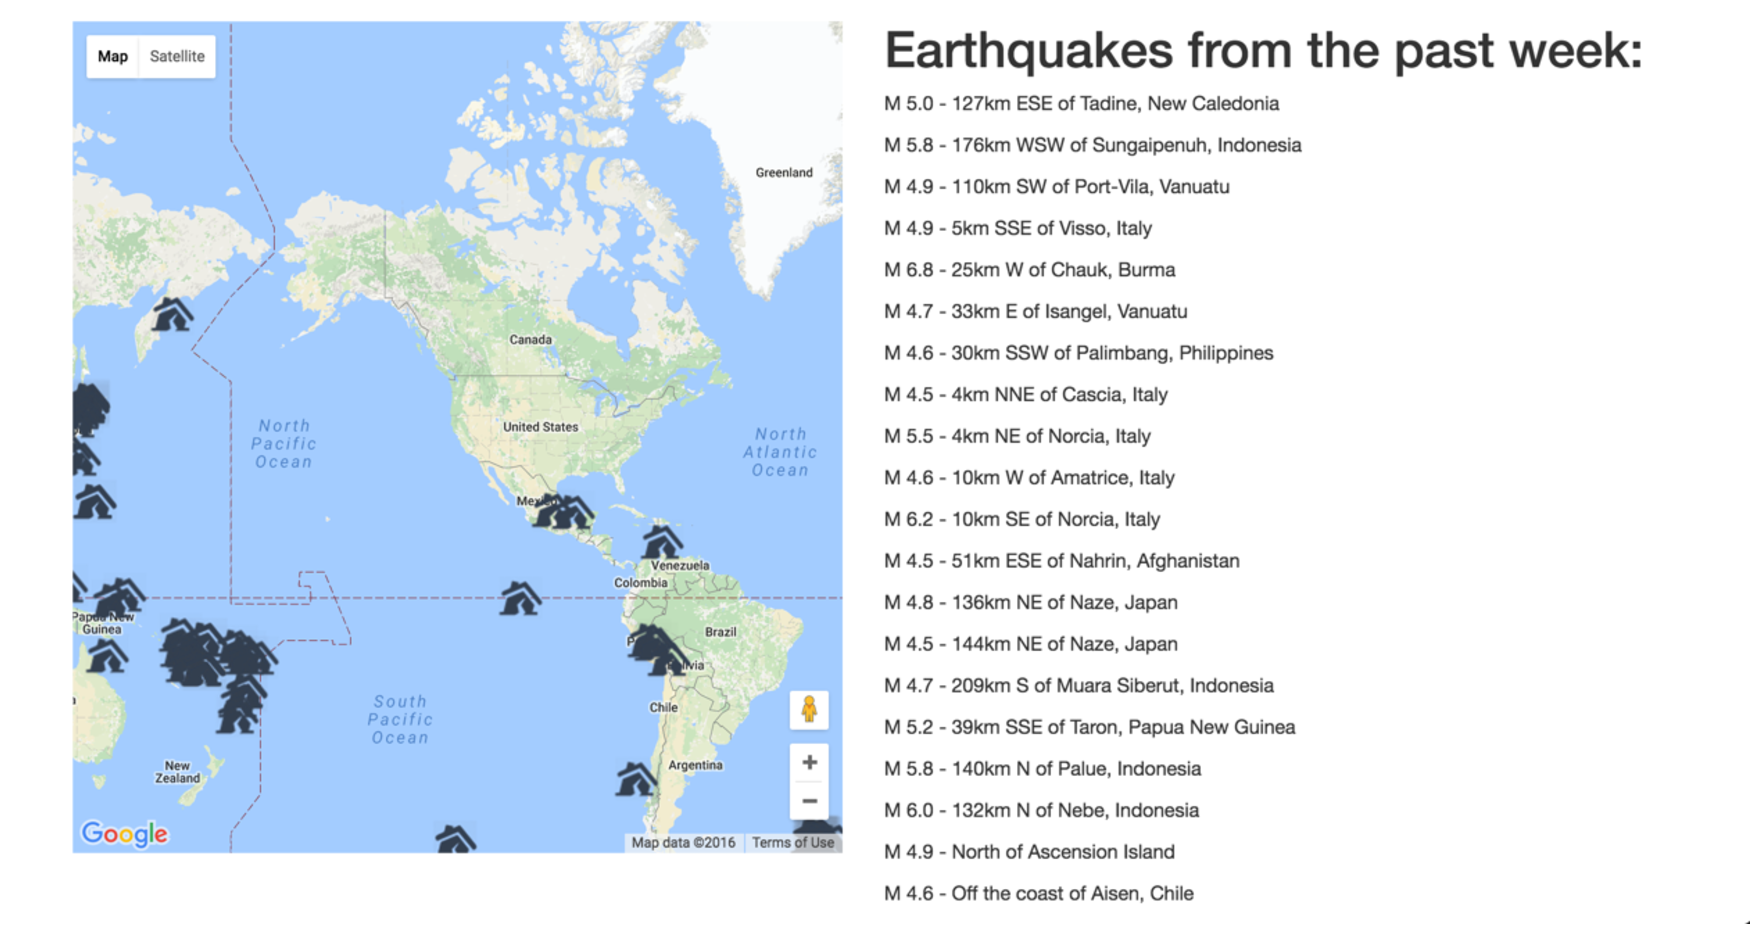 Map Satellite
Greenland
Canada
North
Pacific
Ocean
United States
North
Atlantic
Ocean
Venezuela
Colombia
Guinea
Brazil
South
Pacific
Ocean
Chile
New
Zealand
Argentina
Google
Map data ©2016 Terms of Use
Earthquakes from the past week:
M 5.0 - 127km ESE of Tadine, New Caledonia
M 5.8 - 176km WSW of Sungaipenuh, Indonesia
M 4.9 - 110km SW of Port-Vila, Vanuatu
M 4.9 - 5km SSE of Visso, Italy
M 6.8 - 25km W of Chauk, Burma
M 4.7 - 33km E of Isangel, Vanuatu
M 4.6 - 30km SSW of Palimbang, Philippines
M 4.5 - 4km NNE of Cascia, Italy
M 5.5 - 4km NE of Norcia, Italy
M 4.6 - 10km W of Amatrice, Italy
M 6.2 - 10km SE of Norcia, Italy
M 4.5 - 51km ESE of Nahrin, Afghanistan
M 4.8 - 136km NE of Naze, Japan
M 4.5 - 144km NE of Naze, Japan
M 4.7 - 209km S of Muara Siberut, Indonesia
M 5.2 - 39km SSE of Taron, Papua New Guinea
M 5.8 - 140km N of Palue, Indonesia
M 6.0 - 132km N of Nebe, Indonesia
M 4.9 - North of Ascension Island
M 4.6 - Off the coast of Aisen, Chile